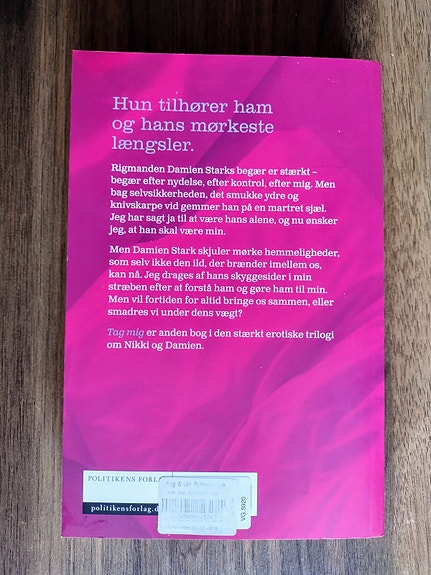 Hun tilhører ham
og hans mørkeste
længsler.
Rigmanden Damien Starks begær er stærkt –
begær efter nydelse, efter kontrol, efter mig. Men
bag selvsikkerheden, det smukke ydre og
knivskarpe vid gemmer han på en martret sjæl.
Jeg har sagt ja til at være hans alene, og nu ønsker
jeg, at han skal være min.
Men Damien Stark skjuler mørke hemmeligheder,
som selv ikke den ild, der brænder imellem os,
kan nå. Jeg drages af hans skyggesider i min
stræben efter at forstå ham og gøre ham til min.
Men vil fortiden for altid bringe os sammen, eller
smadres vi under dens vægt?
Tag mig er anden bog i den stærkt erotiske trilogi
om Nikki og Damien.
POLITIKENS FORLA
politikensforlag.d
VG.5920